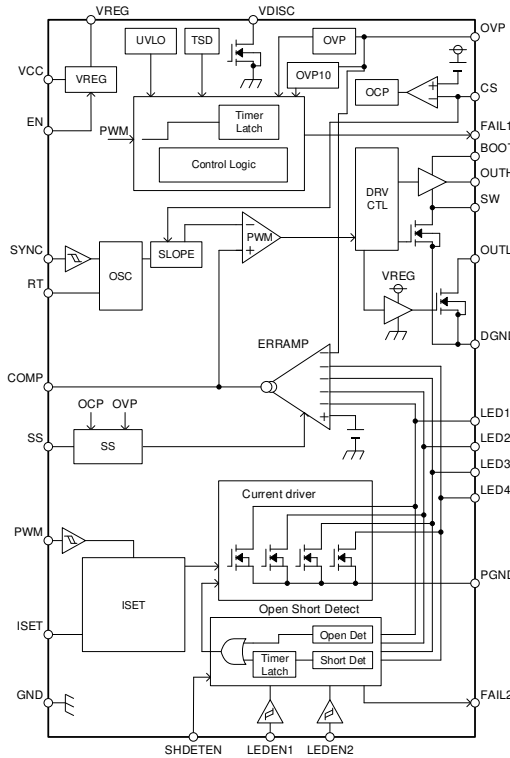 VREG
VDISC
OVP
UVLO
TSD
OVP
VCC
VREG
OVP10
OCP
CS
EN
PWM
Timer
Latch
FAIL1
Control Logic
BOOT
DRV
CTL
OUTH
SW
SYNC
OSC
SLOPE
PWM
OUTL
RT
VREG
DGND
ERRAMP
COMP
OCP
OVP
LED1
SS
SS
LED2
LED3
Current driver
LED4
PWM
ISET
PGND
Open Short Detect
ISET
Open Det
Timer
Latch
Short Det
GND
FAIL2
SHDETEN
LEDEN1
LEDEN2